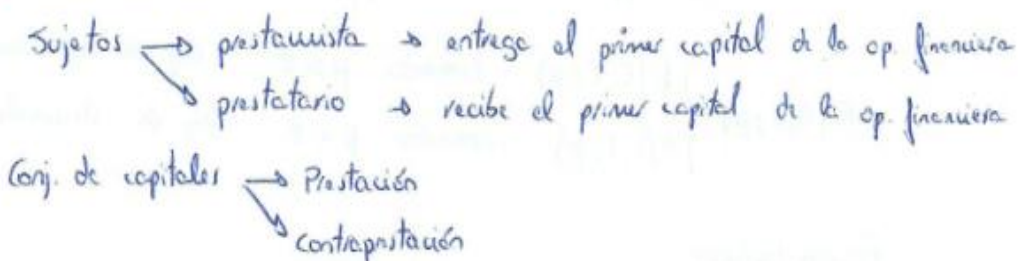 Sujetos → prestamista → entrega el primer capital de la op. financiera
→ prestatario → recibe el primer capital de la op. financiera
Conj. de capitales → Prestación
→ contraprestación